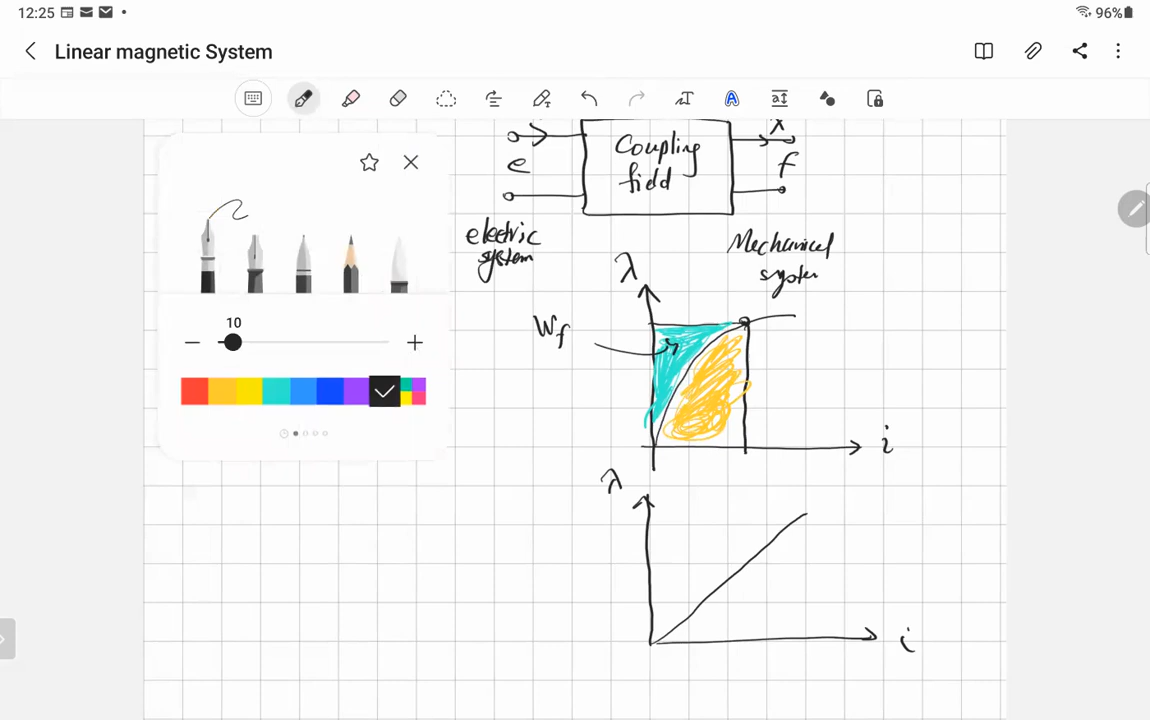 12:25
96%
Linear magnetic System
A
Coupling
x
e
field
f
10
electric
system
Mechanical
system
λ
Wf
i
λ
i